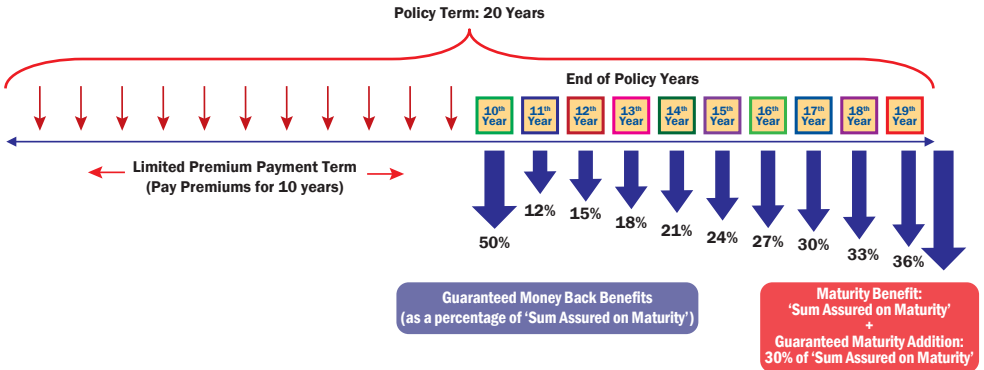 Policy Term: 20 Years
End of Policy Years
10th Year
11th Year
12th Year
13th Year
14th Year
15th Year
16th Year
17th Year
18th Year
19th Year
Limited Premium Payment Term
(Pay Premiums for 10 years)
50%
12%
15%
18%
21%
24%
27%
30%
33%
36%
Guaranteed Money Back Benefits
(as a percentage of ‘Sum Assured on Maturity’)
Maturity Benefit:
‘Sum Assured on Maturity’
+
Guaranteed Maturity Addition:
30% of ‘Sum Assured on Maturity’